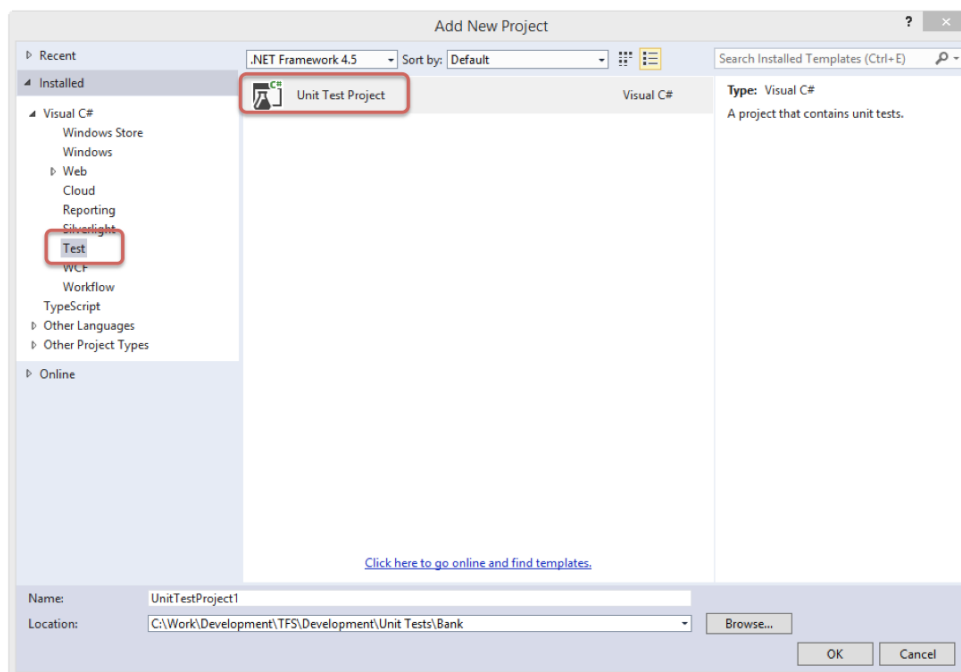 Add New Project
?
Recent
Installed
Visual C#
Windows Store
Windows
Web
Cloud
Reporting
Silverlight
Test
WCF
Workflow
TypeScript
Other Languages
Other Project Types
Online
.NET Framework 4.5 Sort by: Default
C#
Unit Test Project Visual C#
Click here to go online and find templates.
Search Installed Templates (Ctrl+E)
Type: Visual C#
A project that contains unit tests.
Name: UnitTestProject1
Location: C:\Work\Development\TFS\Development\Unit Tests\Bank Browse...
OK Cancel